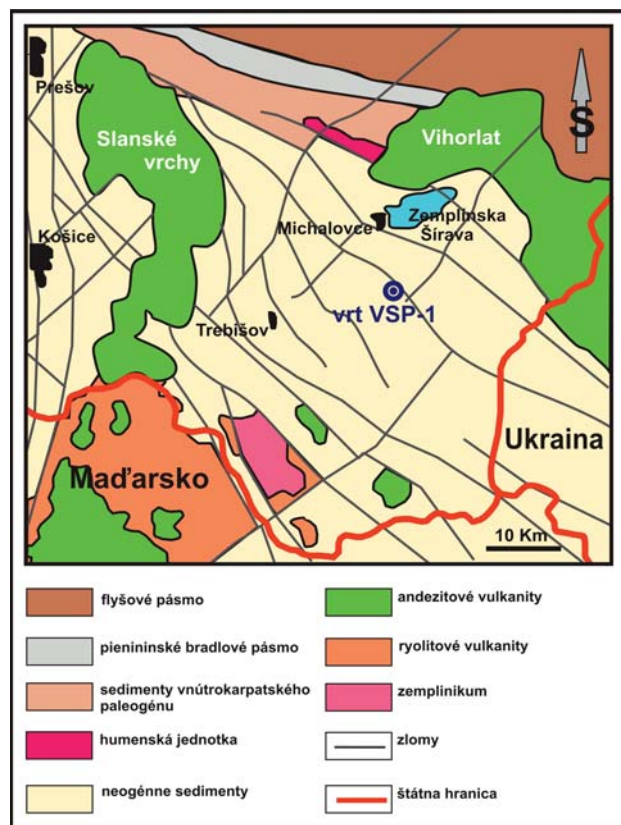 Prešov
Slanské
vrchy
Vihorlat
S
Košice
Michalovce
Zemplínska
Šírava
vrt VSP-1
Trebišov
Ukraina
Maďarsko
10 Km
flyšové pásmo
andezitové vulkanity
pienininské bradlové pásmo
ryolitové vulkanity
sedimenty vnútrokarpatského
paleogénu
zemplinikum
humenská jednotka
zlomy
neogénne sedimenty
štátna hranica